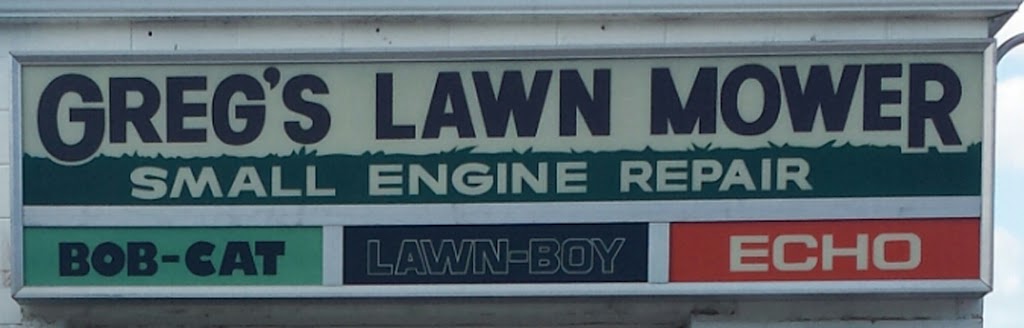 GREG'S LAWN MOWER
SMALL ENGINE REPAIR
BOB-CAT LAWN-BOY ECHO